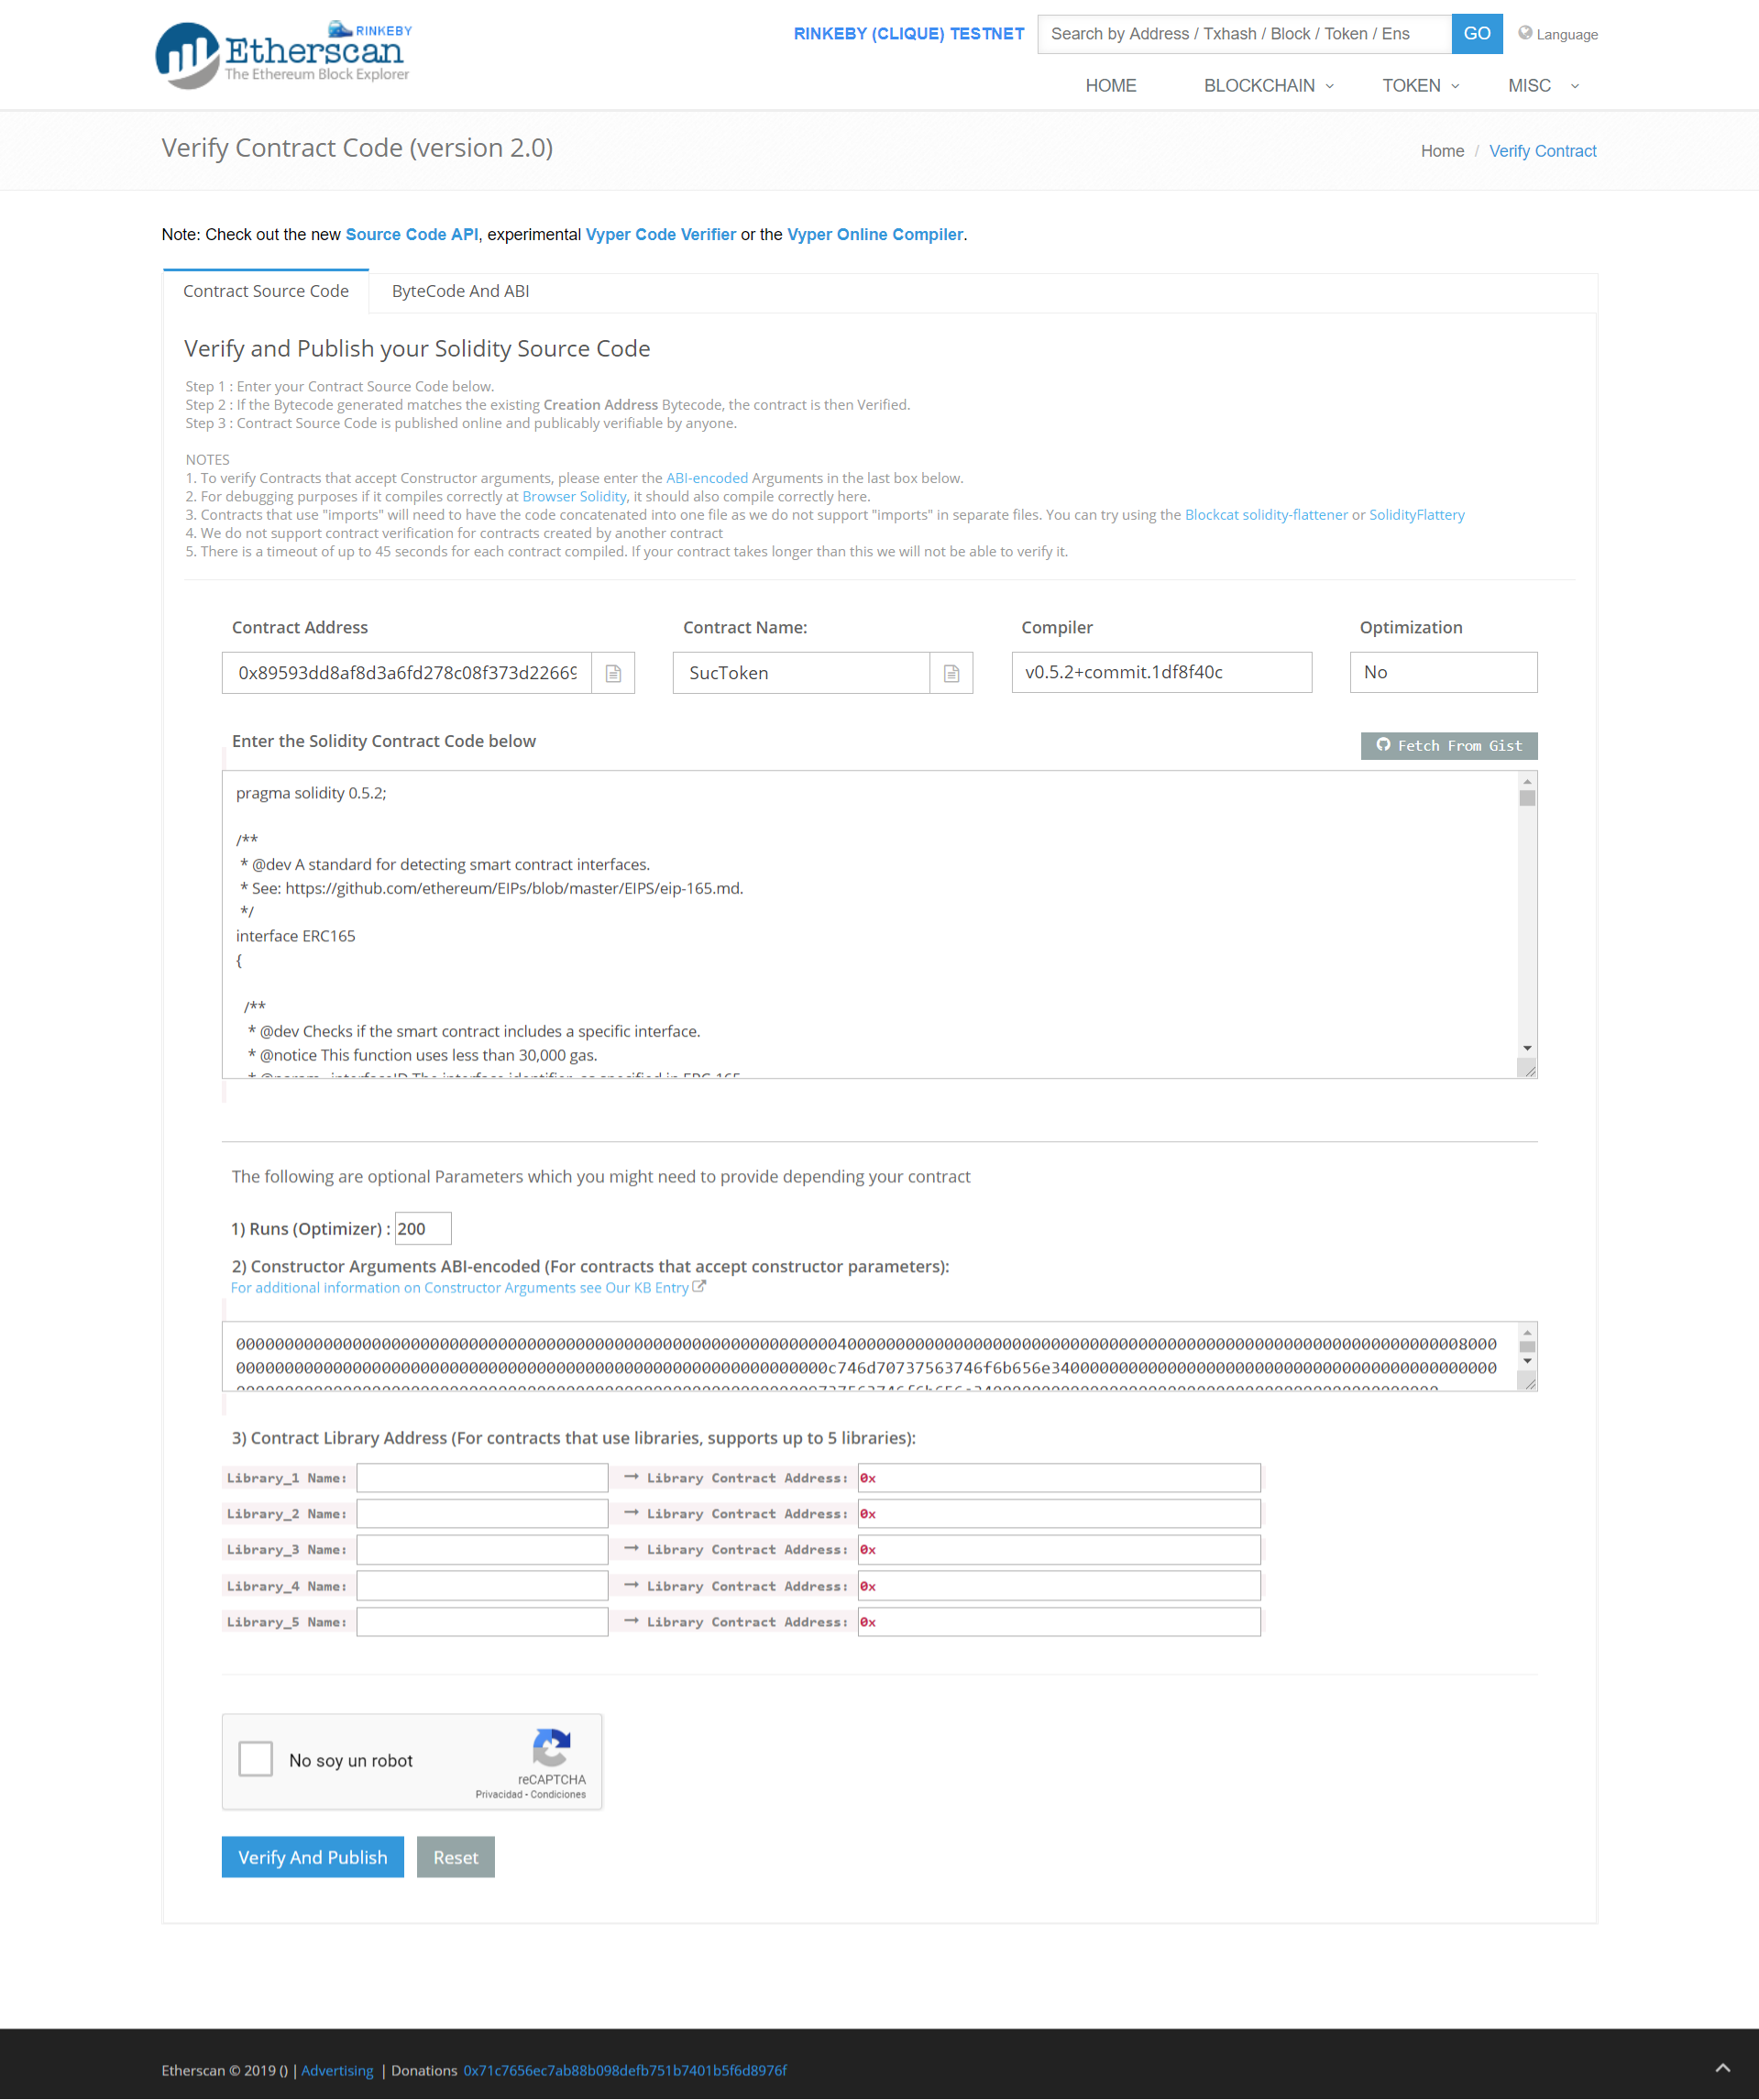 RINKEBY
Etherscan
The Ethereum Block Explorer
RINKEBY (CLIQUE) TESTNET
Search by Address / Txhash / Block / Token / Ens
GO
Language
HOME
BLOCKCHAIN
TOKEN
MISC
Verify Contract Code (version 2.0)
Home / Verify Contract
Note: Check out the new Source Code API, experimental Vyper Code Verifier or the Vyper Online Compiler.
Contract Source Code
ByteCode And ABI
Verify and Publish your Solidity Source Code
Step 1 : Enter your Contract Source Code below.
Step 2 : If the Bytecode generated matches the existing Creation Address Bytecode, the contract is then Verified.
Step 3 : Contract Source Code is published online and publicably verifiable by anyone.
NOTES
1. To verify Contracts that accept Constructor arguments, please enter the ABI-encoded Arguments in the last box below.
2. For debugging purposes if it compiles correctly at Browser Solidity, it should also compile correctly here.
3. Contracts that use "imports" will need to have the code concatenated into one file as we do not support "imports" in separate files. You can try using the Blockcat solidity-flattener or SolidityFlattery
4. We do not support contract verification for contracts created by another contract
5. There is a timeout of up to 45 seconds for each contract compiled. If your contract takes longer than this we will not be able to verify it.
Contract Address
Contract Name:
Compiler
Optimization
0x89593dd8af8d3a6fd278c08f373d22669
SucToken
v0.5.2+commit.1df8f40c
No
Enter the Solidity Contract Code below
Fetch From Gist
pragma solidity 0.5.2;
/**
* @dev A standard for detecting smart contract interfaces.
* See: https://github.com/ethereum/EIPs/blob/master/EIPS/eip-165.md.
*/
interface ERC165
{
/**
* @dev Checks if the smart contract includes a specific interface.
* @notice This function uses less than 30,000 gas.
The following are optional Parameters which you might need to provide depending your contract
1) Runs (Optimizer) : 200
2) Constructor Arguments ABI-encoded (For contracts that accept constructor parameters):
For additional information on Constructor Arguments see Our KB Entry
3) Contract Library Address (For contracts that use libraries, supports up to 5 libraries):
Library_1 Name: → Library Contract Address: 0x
Library_2 Name: → Library Contract Address: 0x
Library_3 Name: → Library Contract Address: 0x
Library_4 Name: → Library Contract Address: 0x
Library_5 Name: → Library Contract Address: 0x
No soy un robot
reCAPTCHA
Privacidad - Condiciones
Verify And Publish
Reset
Etherscan © 2019 () | Advertising | Donations 0x71c7656ec7ab88b098defb751b7401b5f6d8976f